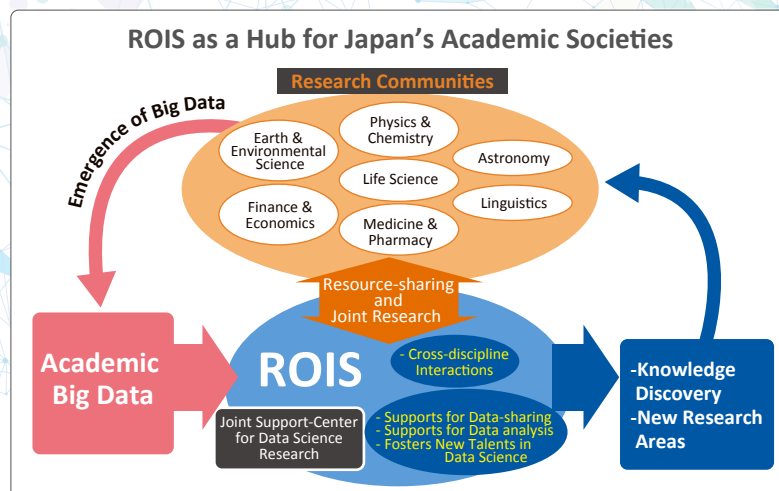 ROIS as a Hub for Japan's Academic Societies
Research Communities
Emergence of Big Data
Earth &
Environmental
Science
Physics &
Chemistry
Astronomy
Life Science
Finance &
Economics
Medicine &
Pharmacy
Linguistics
Resource-sharing
and
Joint Research
Academic
Big Data
ROIS
- Cross-discipline
Interactions
Joint Support-Center
for Data Science
Research
- Supports for Data-sharing
- Supports for Data analysis
- Fosters New Talents in
Data Science
-Knowledge
Discovery
-New Research
Areas